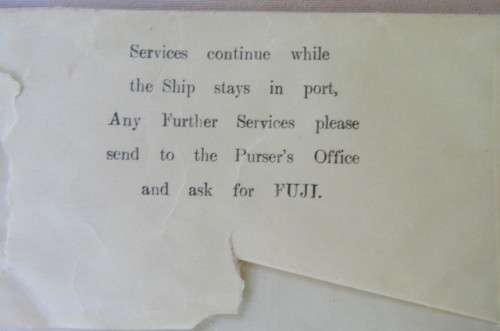 Services continue while
the Ship stays in port,
Any Further Services please
send to the Purser's Office
and ask for FUJI.